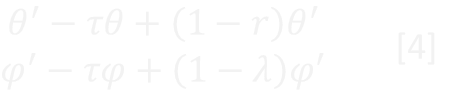 θ′ − τθ + (1 − r)θ′
φ′ − τφ + (1 − λ)φ′ [4]